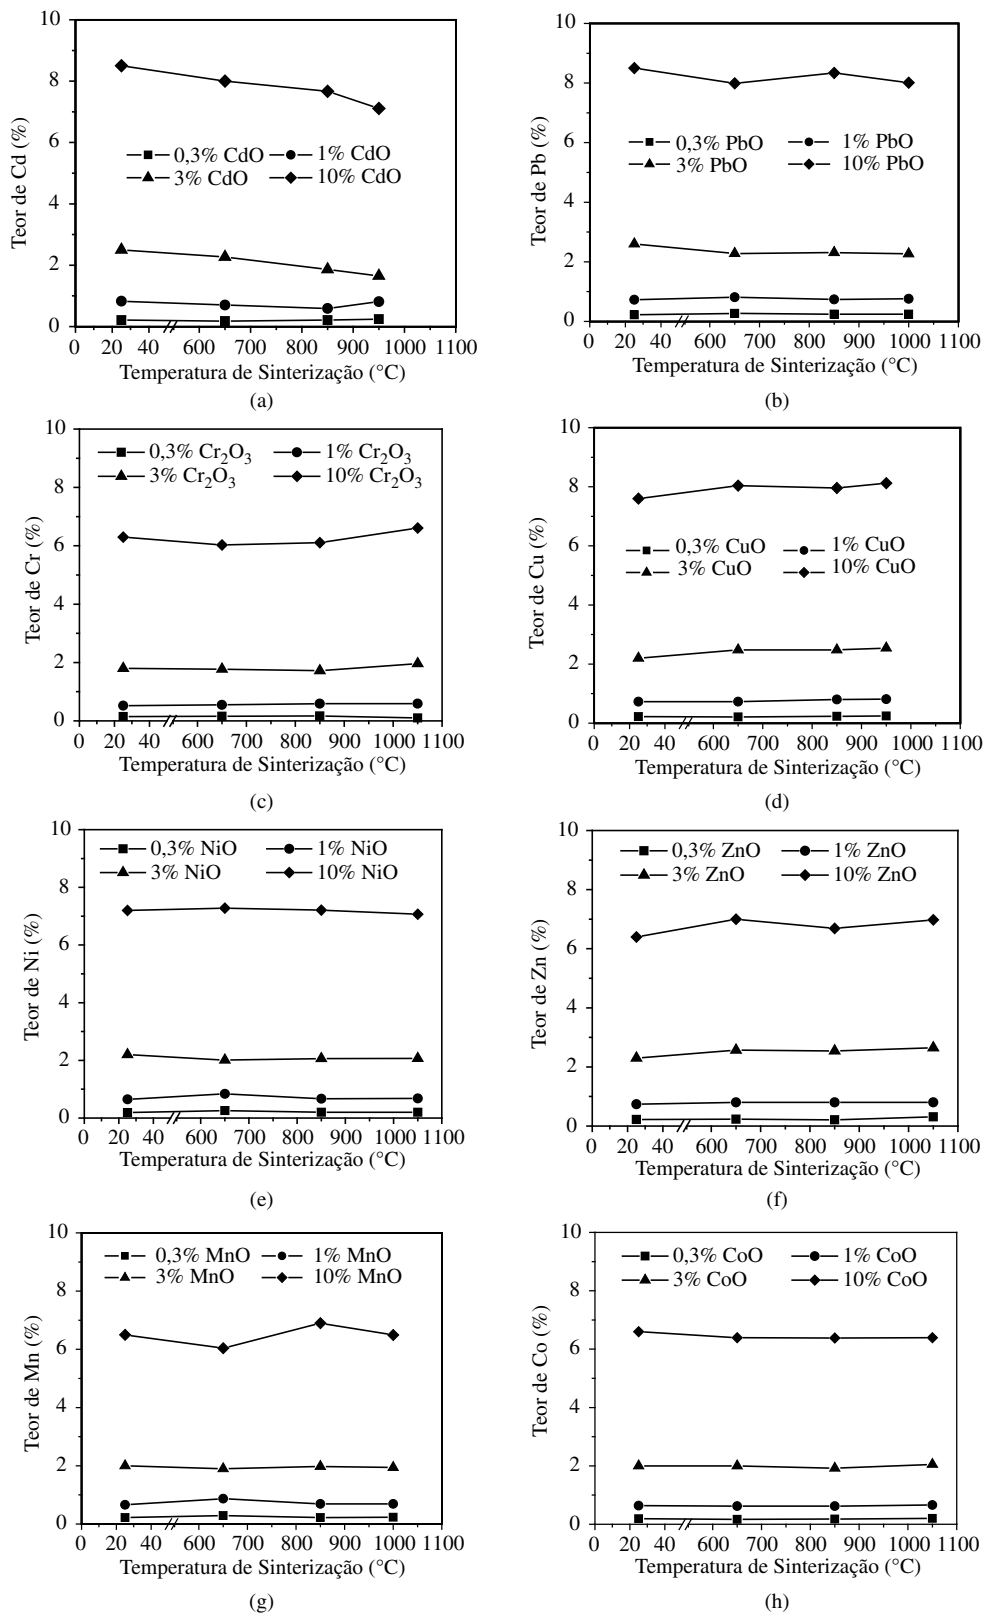 10
8
6
4
2
0
Teor de Cd (%)
0,3% CdO 1% CdO
3% CdO 10% CdO
0 20 40 600 700 800 900 1000 1100
Temperatura de Sinterização (°C)
(a)
10
8
6
4
2
0
Teor de Pb (%)
0,3% PbO 1% PbO
3% PbO 10% PbO
0 20 40 600 700 800 900 1000 1100
Temperatura de Sinterização (°C)
(b)
10
8
6
4
2
0
Teor de Cr (%)
0,3% Cr₂O₃ 1% Cr₂O₃
3% Cr₂O₃ 10% Cr₂O₃
0 20 40 600 700 800 900 1000 1100
Temperatura de Sinterização (°C)
(c)
10
8
6
4
2
0
Teor de Cu (%)
0,3% CuO 1% CuO
3% CuO 10% CuO
0 20 40 600 700 800 900 1000 1100
Temperatura de Sinterização (°C)
(d)
10
8
6
4
2
0
Teor de Ni (%)
0,3% NiO 1% NiO
3% NiO 10% NiO
0 20 40 600 700 800 900 1000 1100
Temperatura de Sinterização (°C)
(e)
10
8
6
4
2
0
Teor de Zn (%)
0,3% ZnO 1% ZnO
3% ZnO 10% ZnO
0 20 40 600 700 800 900 1000 1100
Temperatura de Sinterização (°C)
(f)
10
8
6
4
2
0
Teor de Mn (%)
0,3% MnO 1% MnO
3% MnO 10% MnO
0 20 40 600 700 800 900 1000 1100
Temperatura de Sinterização (°C)
(g)
10
8
6
4
2
0
Teor de Co (%)
0,3% CoO 1% CoO
3% CoO 10% CoO
0 20 40 600 700 800 900 1000 1100
Temperatura de Sinterização (°C)
(h)